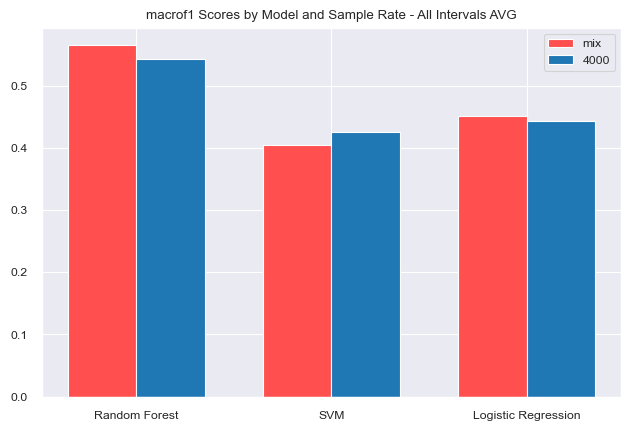 macrof1 Scores by Model and Sample Rate - All Intervals AVG
mix
4000
0.5
0.4
0.3
0.2
0.1
0.0
Random Forest
SVM
Logistic Regression